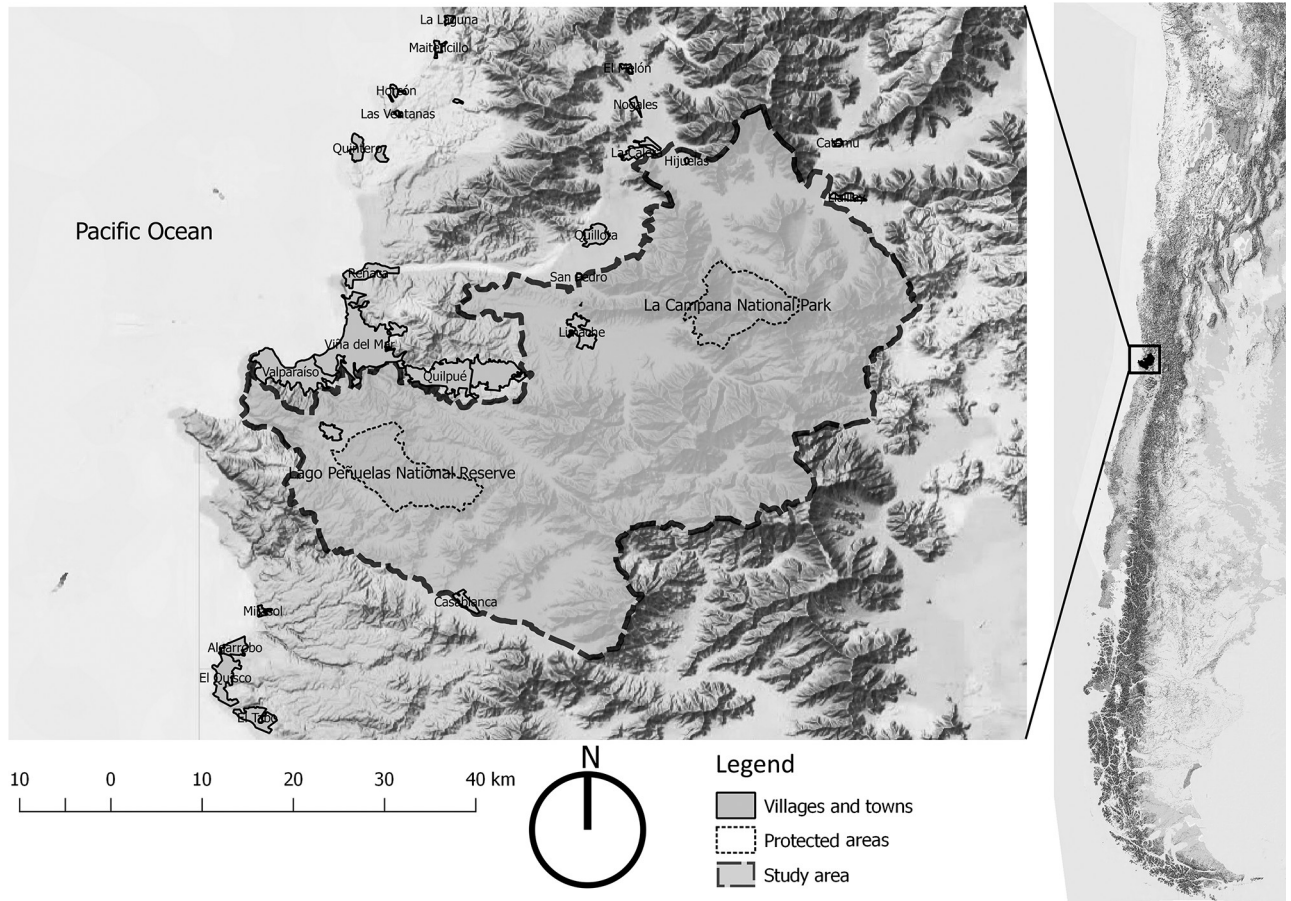 La Laguna
Maitencillo
El Melón
Horcón
Nogales
Las Ventanas
Catemu
Quintero
La Calera
Hijuelas
Pacific Ocean
Quillota
Reñaca
San Pedro
La Campana National Park
Limache
Viña del Mar
Valparaíso
Quilpué
Lago Peñuelas National Reserve
Casablanca
Mirasol
Algarrobo
El Quisco
El Tabo
10 0 10 20 30 40 km
N
Legend
Villages and towns
Protected areas
Study area